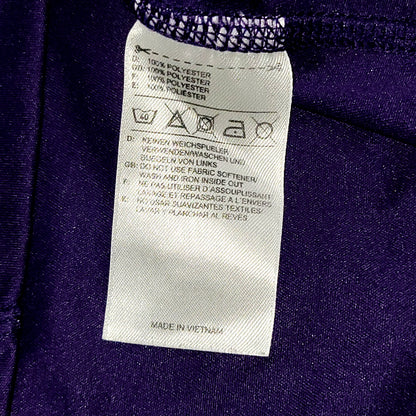 D: 100% POLYESTER
GB: 100% POLYESTER
F: 100% POLYESTER
E: 100% POLIÉSTER
40
D: KEINEN WEICHSPUELER
VERWENDEN/WASCHEN UND
BUEGELN VON LINKS
GB: DO NOT USE FABRIC SOFTENER/
WASH AND IRON INSIDE OUT
F: NE PAS UTILISER D'ASSOUPLISSANT
LAVAGE ET REPASSAGE A L'ENVERS
NO USAR SUAVIZANTES TEXTILES/
LAVAR Y PLANCHAR AL REVÉS
MADE IN VIETNAM